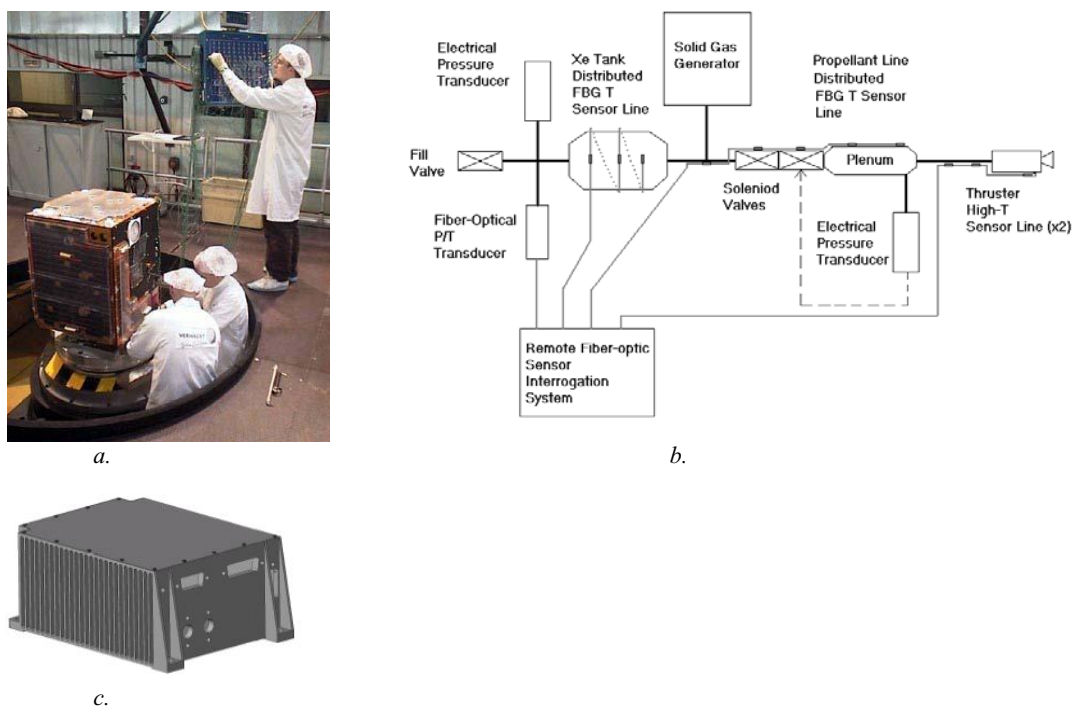 Electrical
Pressure
Transducer
Xe Tank
Distributed
FBG T
Sensor Line
Solid Gas
Generator
Propellant Line
Distributed
FBG T Sensor
Line
Fill
Valve
Plenum
Soleniod
Valves
Thruster
High-T
Sensor Line (x2)
Fiber-Optical
P/T
Transducer
Electrical
Pressure
Transducer
Remote Fiber-optic
Sensor
Interrogation
System
a.
b.
c.